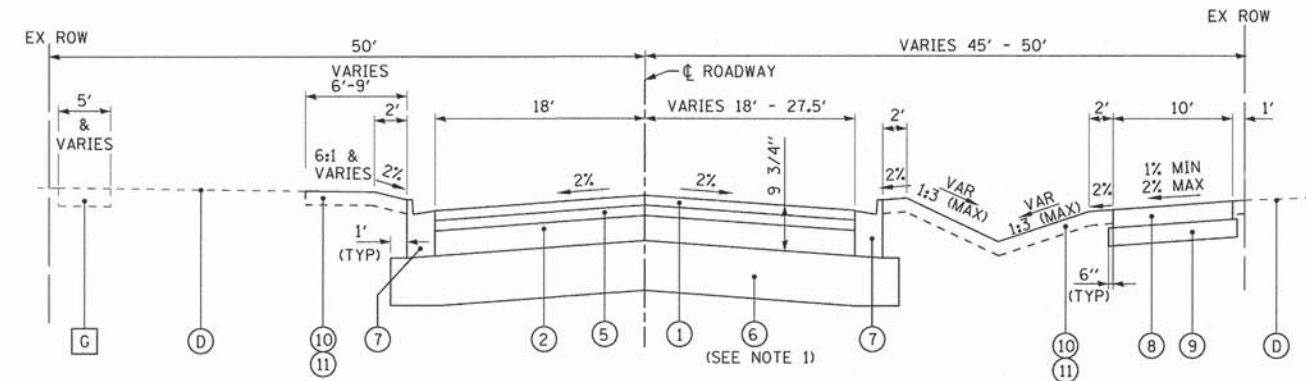 EX ROW
EX ROW
50'
VARIES 45' - 50'
VARIES
6'-9'
℄ ROADWAY
5'
&
VARIES
2'
18'
VARIES 18' - 27.5'
2'
2'
10'
1'
6:1 &
VARIES
2%
2%
2%
9 3/4"
2%
VAR
1:3 (MAX)
VAR
1:3 (MAX)
2%
1% MIN
2% MAX
1'
(TYP)
6"
(TYP)
G
D
10
11
7
2
5
1
6
(SEE NOTE 1)
7
10
11
8
9
D